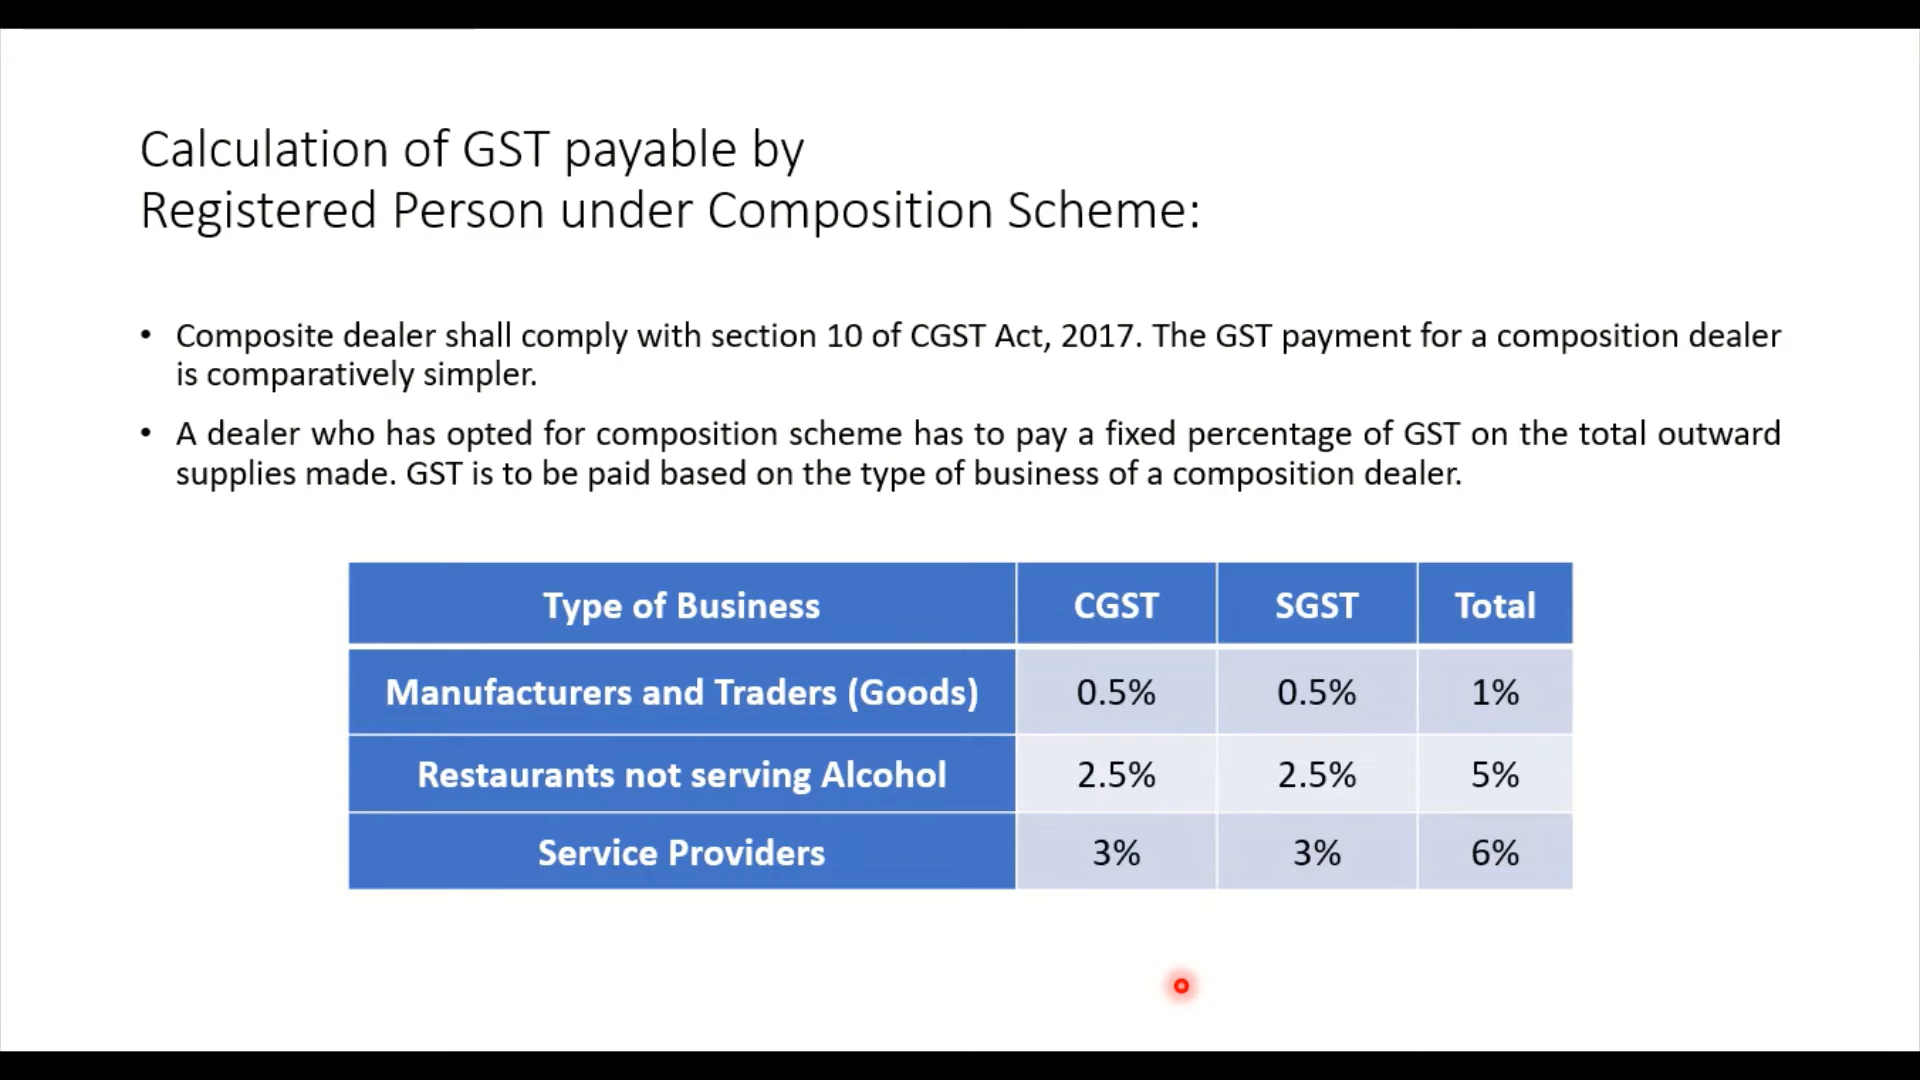 Calculation of GST payable by
Registered Person under Composition Scheme:
• Composite dealer shall comply with section 10 of CGST Act, 2017. The GST payment for a composition dealer
is comparatively simpler.
• A dealer who has opted for composition scheme has to pay a fixed percentage of GST on the total outward
supplies made. GST is to be paid based on the type of business of a composition dealer.
Type of Business CGST SGST Total
Manufacturers and Traders (Goods) 0.5% 0.5% 1%
Restaurants not serving Alcohol 2.5% 2.5% 5%
Service Providers 3% 3% 6%